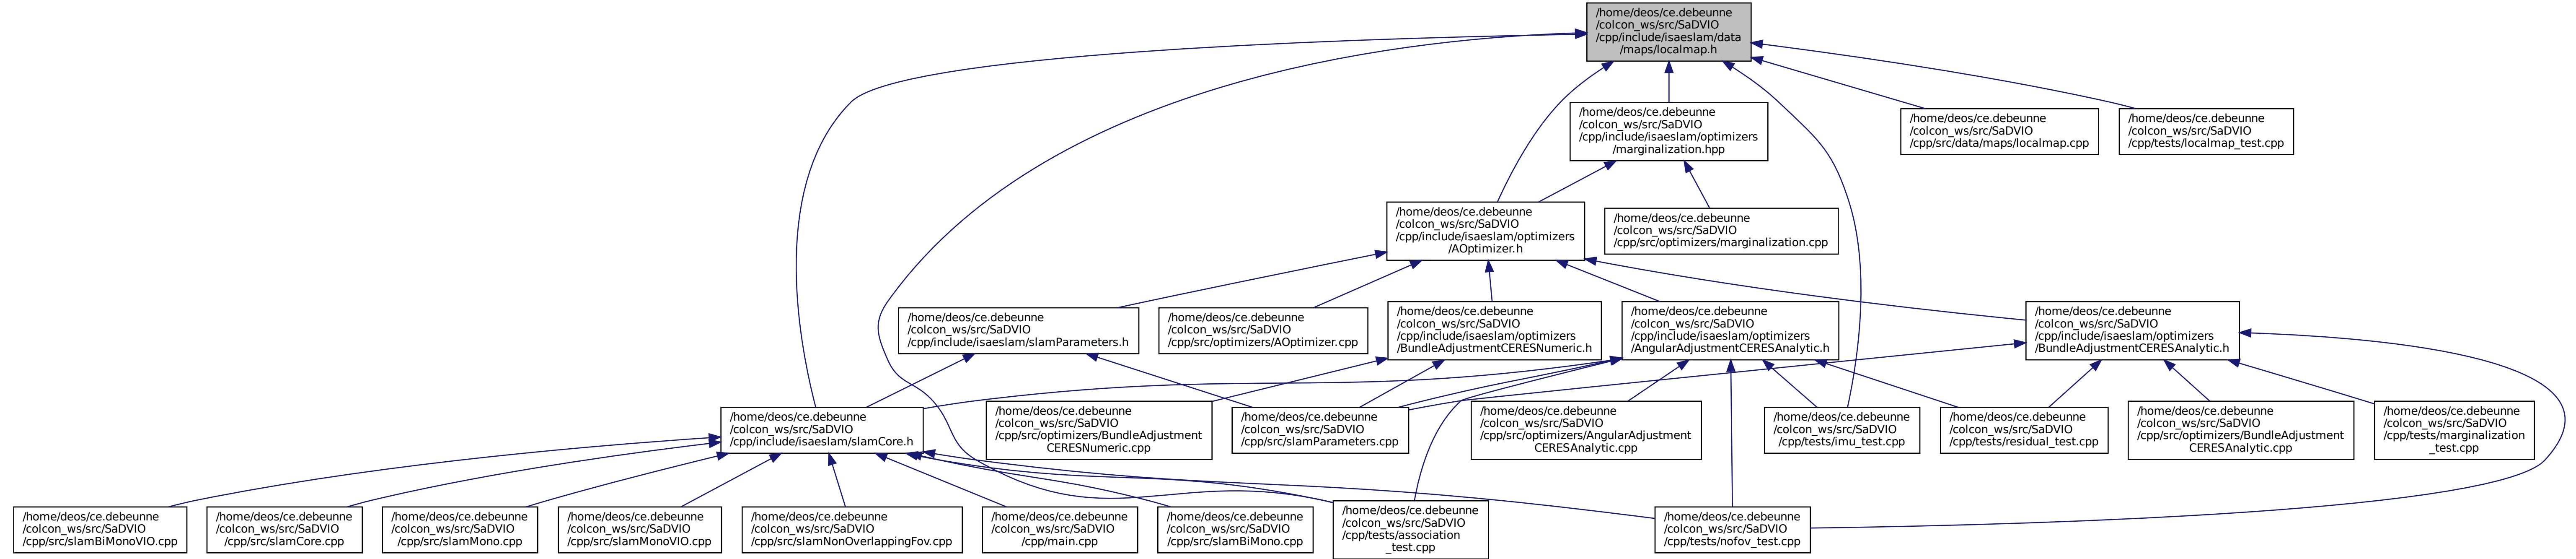 /home/deos/ce.debeunne
/colcon_ws/src/SaDVIO
/cpp/include/isaeslam/data
/maps/localmap.h
/home/deos/ce.debeunne
/colcon_ws/src/SaDVIO
/cpp/include/isaeslam/optimizers
/marginalization.hpp
/home/deos/ce.debeunne
/colcon_ws/src/SaDVIO
/cpp/src/data/maps/localmap.cpp
/home/deos/ce.debeunne
/colcon_ws/src/SaDVIO
/cpp/tests/localmap_test.cpp
/home/deos/ce.debeunne
/colcon_ws/src/SaDVIO
/cpp/include/isaeslam/optimizers
/AOptimizer.h
/home/deos/ce.debeunne
/colcon_ws/src/SaDVIO
/cpp/src/optimizers/marginalization.cpp
/home/deos/ce.debeunne
/colcon_ws/src/SaDVIO
/cpp/include/isaeslam/slamParameters.h
/home/deos/ce.debeunne
/colcon_ws/src/SaDVIO
/cpp/src/optimizers/AOptimizer.cpp
/home/deos/ce.debeunne
/colcon_ws/src/SaDVIO
/cpp/include/isaeslam/optimizers
/BundleAdjustmentCERESNumeric.h
/home/deos/ce.debeunne
/colcon_ws/src/SaDVIO
/cpp/include/isaeslam/optimizers
/AngularAdjustmentCERESAnalytic.h
/home/deos/ce.debeunne
/colcon_ws/src/SaDVIO
/cpp/include/isaeslam/optimizers
/BundleAdjustmentCERESAnalytic.h
/home/deos/ce.debeunne
/colcon_ws/src/SaDVIO
/cpp/include/isaeslam/slamCore.h
/home/deos/ce.debeunne
/colcon_ws/src/SaDVIO
/cpp/src/optimizers/BundleAdjustment
CERESNumeric.cpp
/home/deos/ce.debeunne
/colcon_ws/src/SaDVIO
/cpp/src/slamParameters.cpp
/home/deos/ce.debeunne
/colcon_ws/src/SaDVIO
/cpp/src/optimizers/AngularAdjustment
CERESAnalytic.cpp
/home/deos/ce.debeunne
/colcon_ws/src/SaDVIO
/cpp/tests/imu_test.cpp
/home/deos/ce.debeunne
/colcon_ws/src/SaDVIO
/cpp/tests/residual_test.cpp
/home/deos/ce.debeunne
/colcon_ws/src/SaDVIO
/cpp/src/optimizers/BundleAdjustment
CERESAnalytic.cpp
/home/deos/ce.debeunne
/colcon_ws/src/SaDVIO
/cpp/tests/marginalization
_test.cpp
/home/deos/ce.debeunne
/colcon_ws/src/SaDVIO
/cpp/src/slamBiMonoVIO.cpp
/home/deos/ce.debeunne
/colcon_ws/src/SaDVIO
/cpp/src/slamCore.cpp
/home/deos/ce.debeunne
/colcon_ws/src/SaDVIO
/cpp/src/slamMono.cpp
/home/deos/ce.debeunne
/colcon_ws/src/SaDVIO
/cpp/src/slamMonoVIO.cpp
/home/deos/ce.debeunne
/colcon_ws/src/SaDVIO
/cpp/src/slamNonOverlappingFov.cpp
/home/deos/ce.debeunne
/colcon_ws/src/SaDVIO
/cpp/main.cpp
/home/deos/ce.debeunne
/colcon_ws/src/SaDVIO
/cpp/src/slamBiMono.cpp
/home/deos/ce.debeunne
/colcon_ws/src/SaDVIO
/cpp/tests/association
_test.cpp
/home/deos/ce.debeunne
/colcon_ws/src/SaDVIO
/cpp/tests/nofov_test.cpp